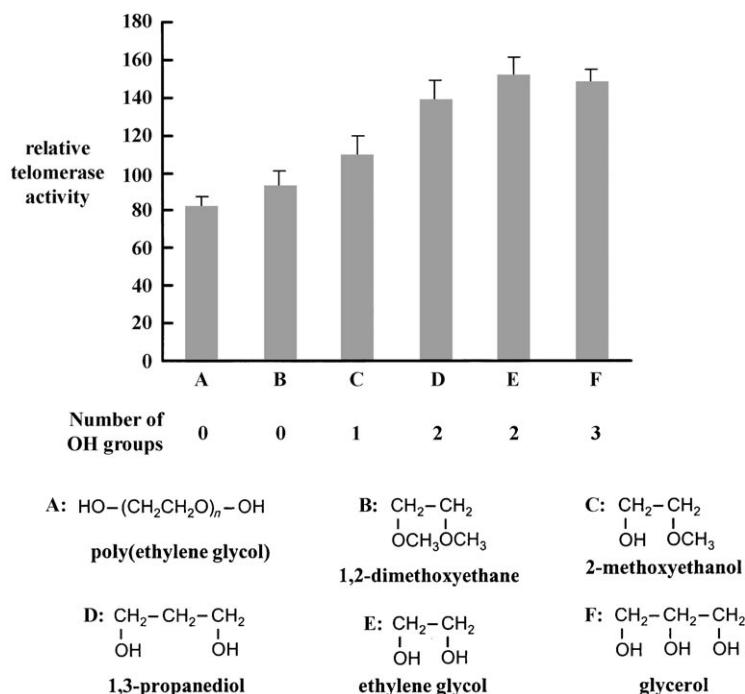 relative
telomerase
activity
180
160
140
120
100
80
60
40
20
0
A B C D E F
Number of
OH groups
0 0 1 2 2 3
A: HO–(CH₂CH₂O)ₙ–OH
poly(ethylene glycol)
B: CH₂–CH₂
OCH₃ OCH₃
1,2-dimethoxyethane
C: CH₂–CH₂
OH OCH₃
2-methoxyethanol
D: CH₂–CH₂–CH₂
OH OH
1,3-propanediol
E: CH₂–CH₂
OH OH
ethylene glycol
F: CH₂–CH₂–CH₂
OH OH OH
glycerol